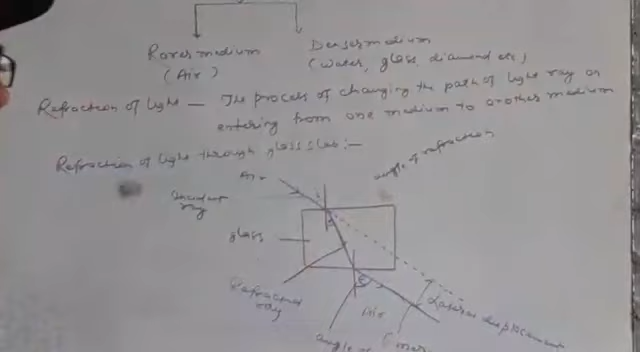 Rarer medium
Denser medium
(Air)
(Water, glass, diamond etc)
Refraction of light — The process of changing the path of light ray on
entering from one medium to another medium
Refraction of light through glass slab:—
Air
angle of refraction
Incident
ray
glass
Refracted
ray
Air
Lateral displacement
angle of